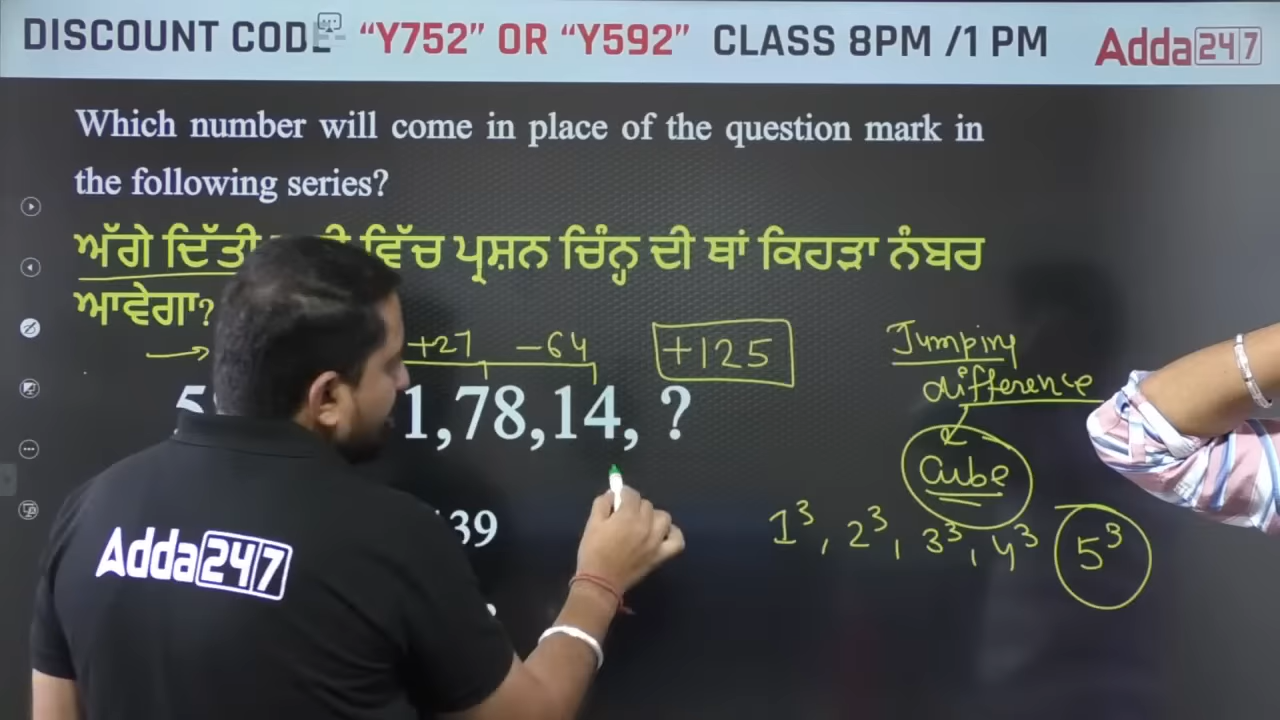 DISCOUNT CODE "Y752" OR "Y592" CLASS 8PM /1 PM
Adda247
Which number will come in place of the question mark in
the following series?
ਅੱਗੇ ਦਿੱਤੀ ਵਿੱਚ ਪ੍ਰਸ਼ਨ ਚਿੰਨ੍ਹ ਦੀ ਥਾਂ ਕਿਹੜਾ ਨੰਬਰ
ਆਵੇਗਾ?
+27 -64 +125
1,78,14, ?
39
Jumping
difference
Cube
1³, 2³, 3³, 4³ 5³
Adda247